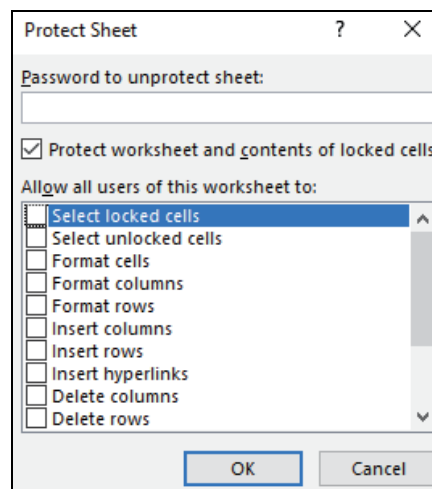 Protect Sheet ?
Password to unprotect sheet:
Protect worksheet and contents of locked cells
Allow all users of this worksheet to:
Select locked cells
Select unlocked cells
Format cells
Format columns
Format rows
Insert columns
Insert rows
Insert hyperlinks
Delete columns
Delete rows
OK Cancel